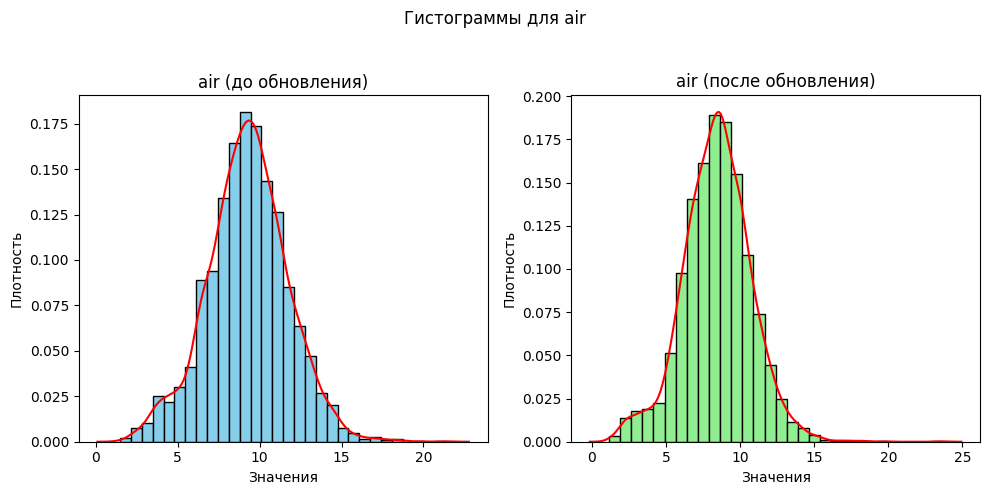 Гистограммы для air
air (до обновления)
Плотность
0.175
0.150
0.125
0.100
0.075
0.050
0.025
0.000
0 5 10 15 20
Значения
air (после обновления)
Плотность
0.200
0.175
0.150
0.125
0.100
0.075
0.050
0.025
0.000
0 5 10 15 20 25
Значения